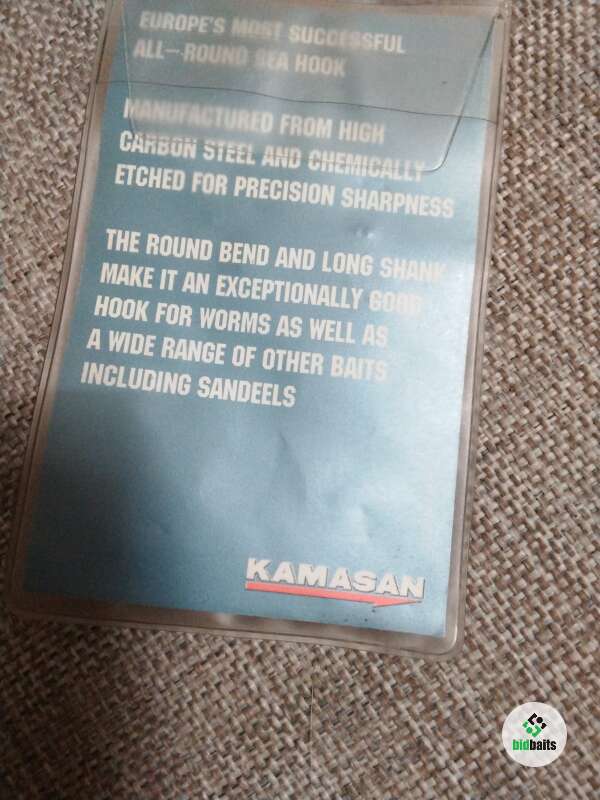 EUROPE'S MOST SUCCESSFUL
ALL—ROUND SEA HOOK
MANUFACTURED FROM HIGH
CARBON STEEL AND CHEMICALLY
ETCHED FOR PRECISION SHARPNESS
THE ROUND BEND AND LONG SHANK
MAKE IT AN EXCEPTIONALLY GOOD
HOOK FOR WORMS AS WELL AS
A WIDE RANGE OF OTHER BAITS
INCLUDING SANDEELS
KAMASAN
bidbaits